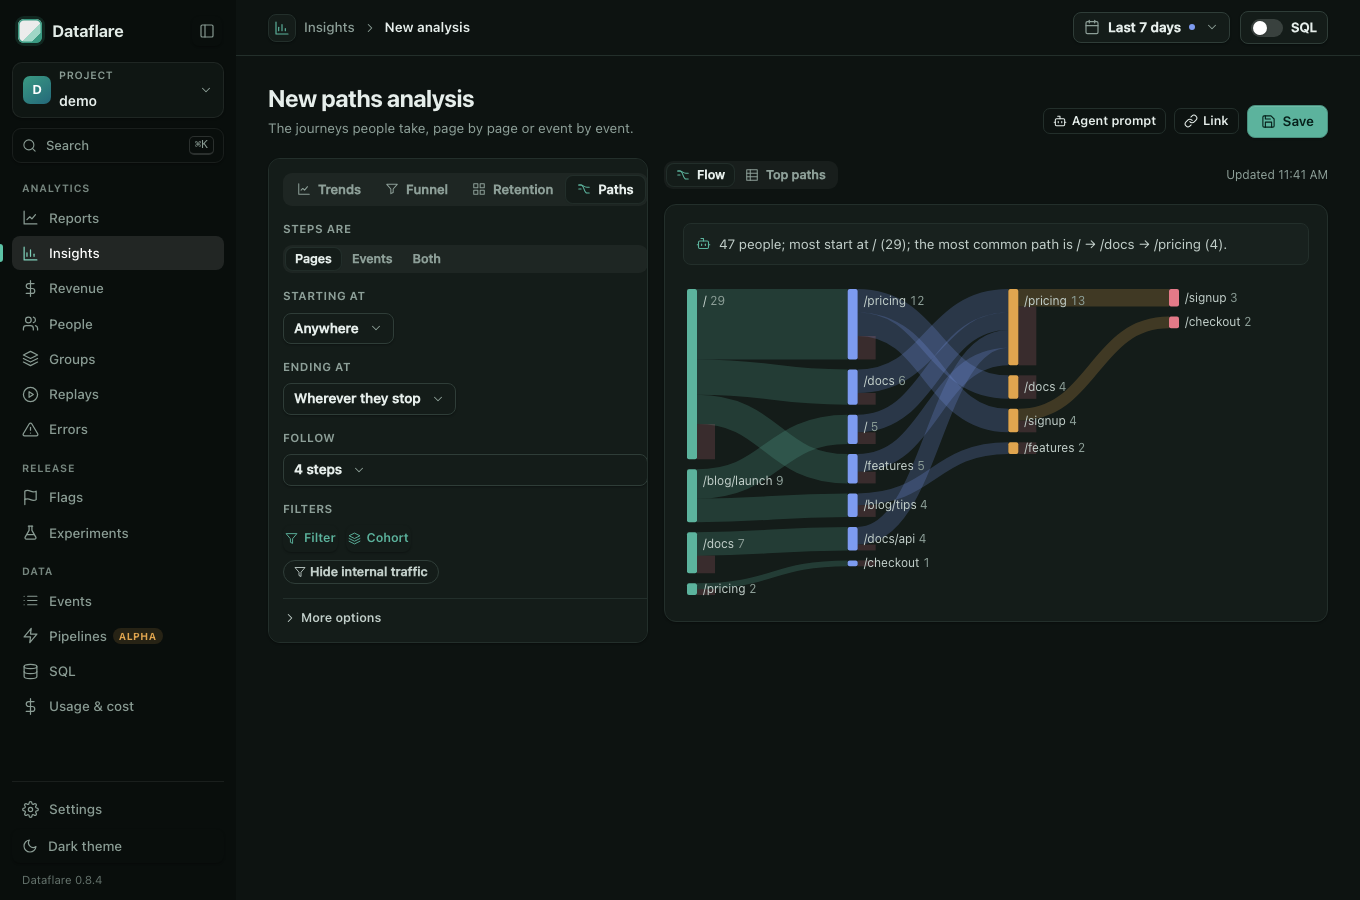 Dataflare
PROJECT
D
demo
Search
⌘K
ANALYTICS
Reports
Insights
Revenue
People
Groups
Replays
Errors
RELEASE
Flags
Experiments
DATA
Events
Pipelines ALPHA
SQL
Usage & cost
Settings
Dark theme
Dataflare 0.8.4
Insights > New analysis
Last 7 days
SQL
New paths analysis
The journeys people take, page by page or event by event.
Agent prompt
Link
Save
Trends Funnel Retention Paths
STEPS ARE
Pages Events Both
STARTING AT
Anywhere
ENDING AT
Wherever they stop
FOLLOW
4 steps
FILTERS
Filter Cohort
Hide internal traffic
More options
Flow Top paths
Updated 11:41 AM
47 people; most start at / (29); the most common path is / → /docs → /pricing (4).
/ 29
/blog/launch 9
/docs 7
/pricing 2
/pricing 12
/docs 6
/ 5
/features 5
/blog/tips 4
/docs/api 4
/checkout 1
/pricing 13
/docs 4
/signup 4
/features 2
/signup 3
/checkout 2